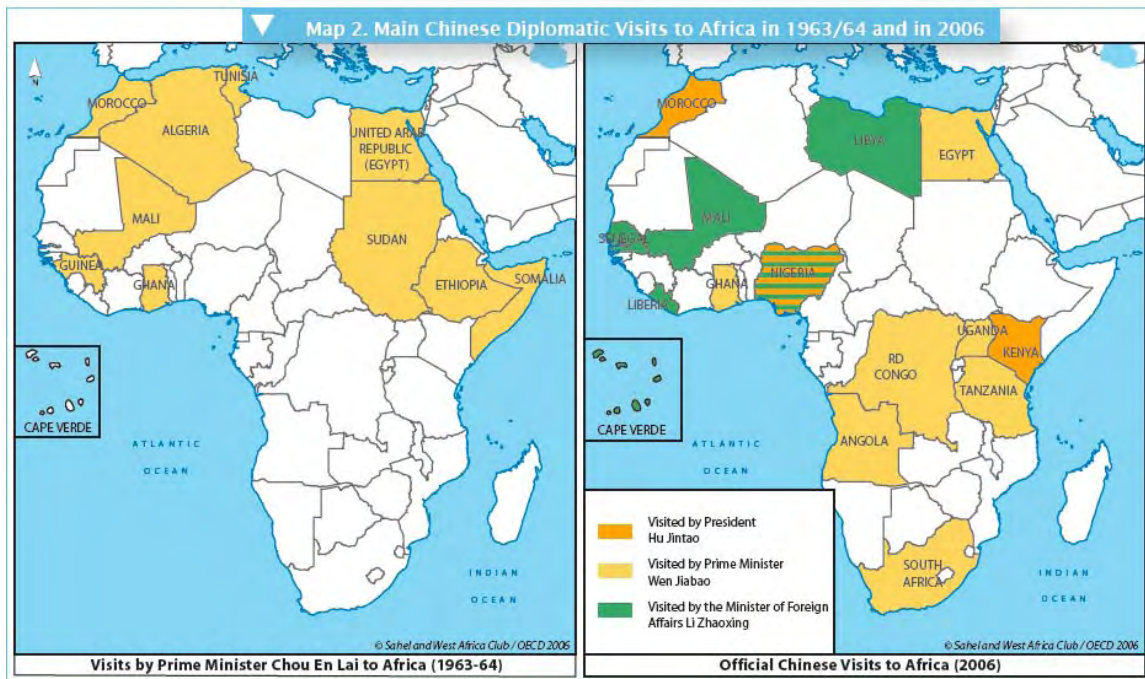 Map 2. Main Chinese Diplomatic Visits to Africa in 1963/64 and in 2006
N
TUNISIA
MOROCCO
ALGERIA
UNITED ARAB
REPUBLIC
(EGYPT)
MALI
SUDAN
GUINEA
GHANA
ETHIOPIA
SOMALIA
CAPE VERDE
ATLANTIC
OCEAN
INDIAN
OCEAN
© Sahel and West Africa Club / OECD 2006
Visits by Prime Minister Chou En Lai to Africa (1963-64)
MOROCCO
LIBYA
EGYPT
MALI
SENEGAL
NIGERIA
GHANA
LIBERIA
UGANDA
KENYA
RD
CONGO
TANZANIA
CAPE VERDE
ANGOLA
ATLANTIC
OCEAN
Visited by President
Hu Jintao
Visited by Prime Minister
Wen Jiabao
Visited by the Minister of Foreign
Affairs Li Zhaoxing
SOUTH
AFRICA
INDIAN
OCEAN
© Sahel and West Africa Club / OECD 2006
Official Chinese Visits to Africa (2006)